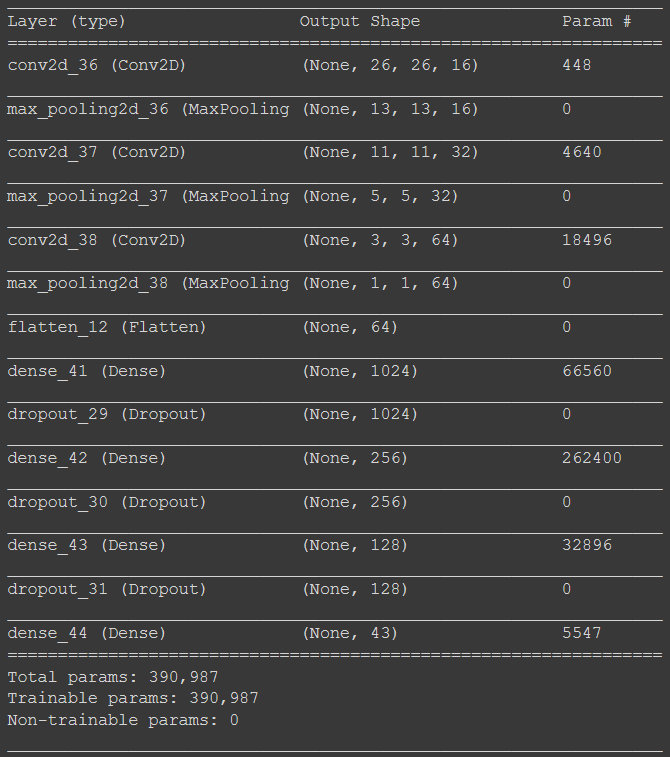 Layer (type) Output Shape Param #
=================================================================
conv2d_36 (Conv2D) (None, 26, 26, 16) 448
max_pooling2d_36 (MaxPooling (None, 13, 13, 16) 0
conv2d_37 (Conv2D) (None, 11, 11, 32) 4640
max_pooling2d_37 (MaxPooling (None, 5, 5, 32) 0
conv2d_38 (Conv2D) (None, 3, 3, 64) 18496
max_pooling2d_38 (MaxPooling (None, 1, 1, 64) 0
flatten_12 (Flatten) (None, 64) 0
dense_41 (Dense) (None, 1024) 66560
dropout_29 (Dropout) (None, 1024) 0
dense_42 (Dense) (None, 256) 262400
dropout_30 (Dropout) (None, 256) 0
dense_43 (Dense) (None, 128) 32896
dropout_31 (Dropout) (None, 128) 0
dense_44 (Dense) (None, 43) 5547
=================================================================
Total params: 390,987
Trainable params: 390,987
Non-trainable params: 0